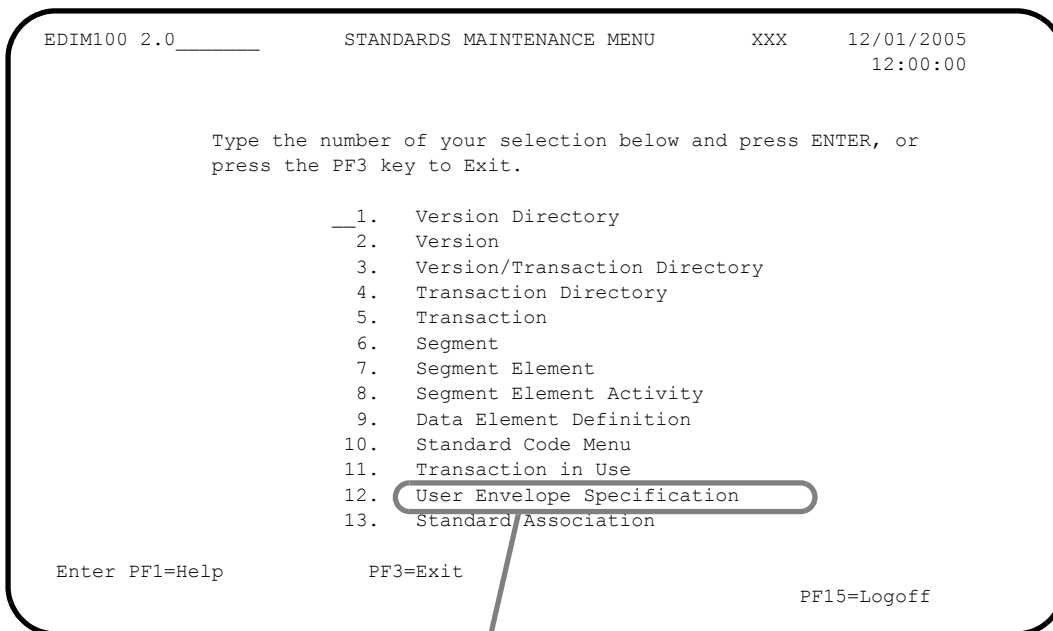 EDIM100 2.0_______ STANDARDS MAINTENANCE MENU XXX 12/01/2005
12:00:00
Type the number of your selection below and press ENTER, or
press the PF3 key to Exit.
__1. Version Directory
2. Version
3. Version/Transaction Directory
4. Transaction Directory
5. Transaction
6. Segment
7. Segment Element
8. Segment Element Activity
9. Data Element Definition
10. Standard Code Menu
11. Transaction in Use
12. User Envelope Specification
13. Standard Association
Enter PF1=Help PF3=Exit
PF15=Logoff